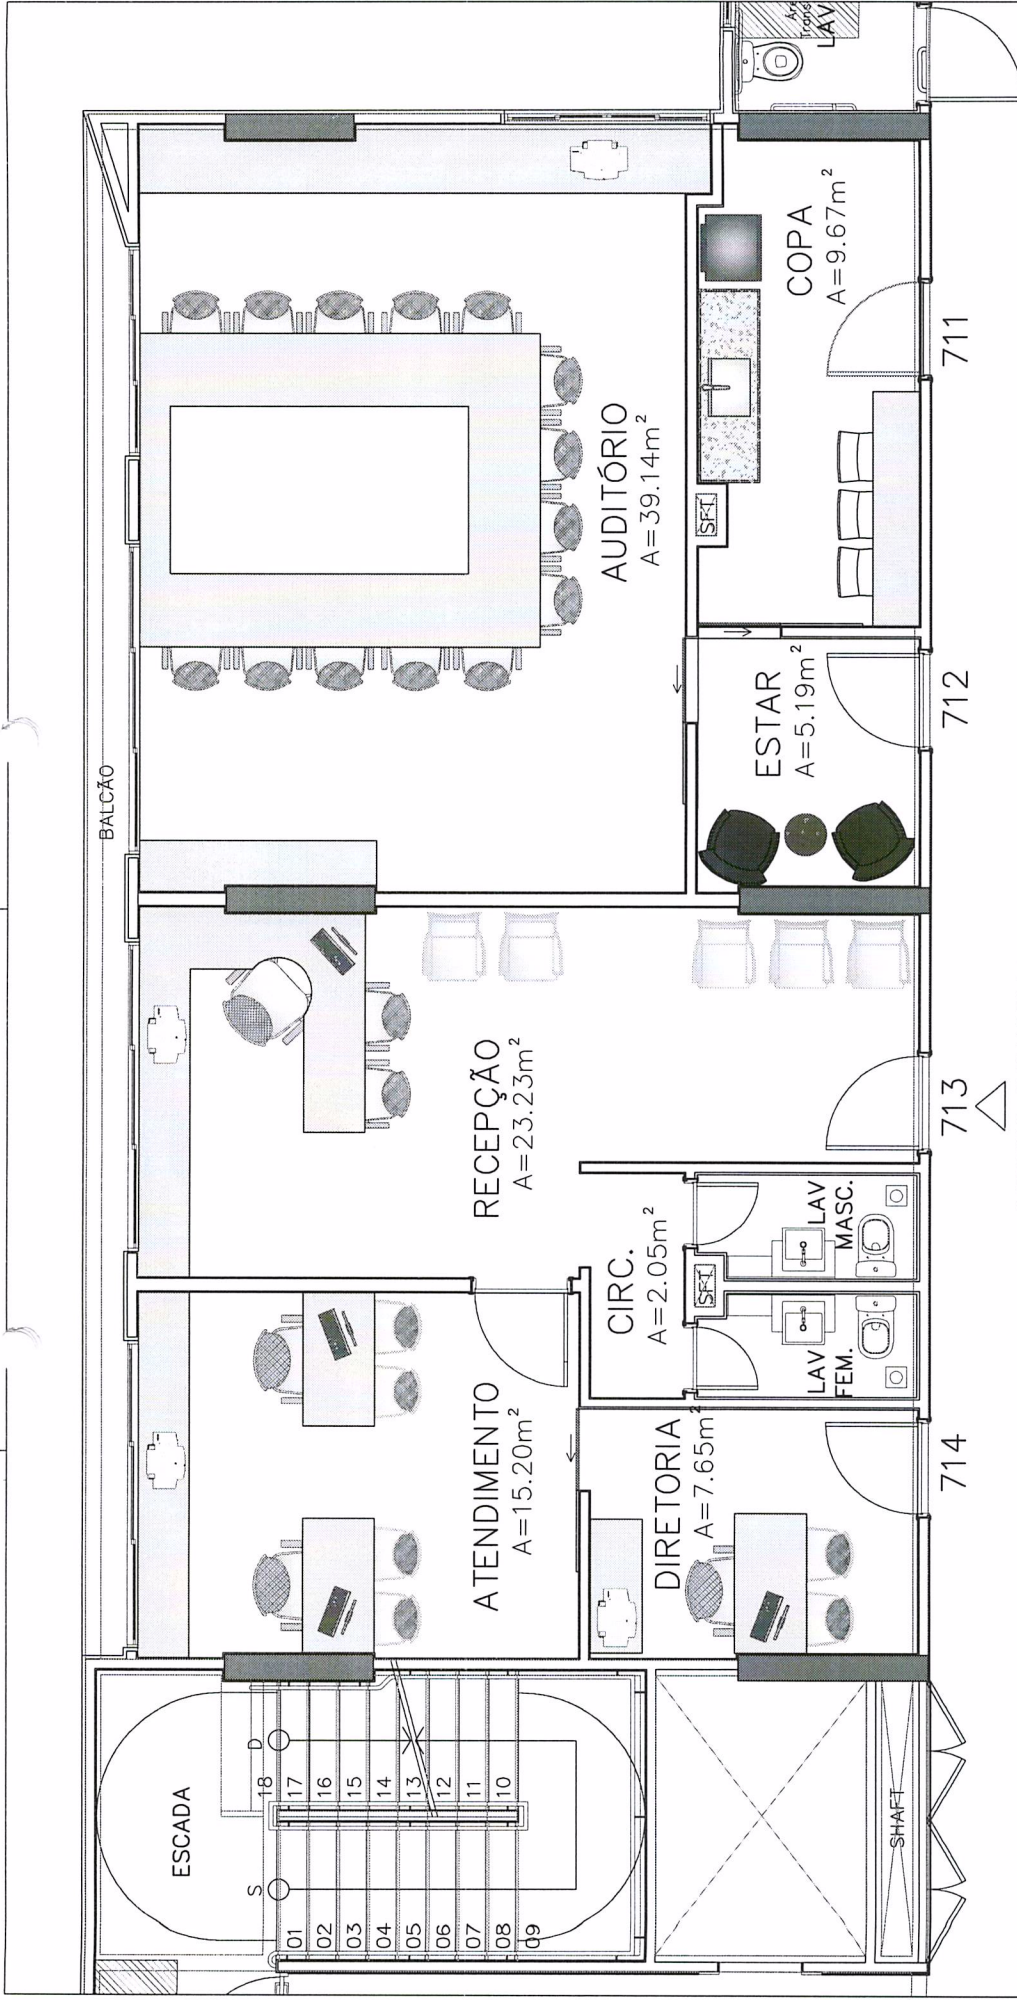 BALCÃO
ESCADA
S
D
01
02
03
04
05
06
07
08
09
10
11
12
13
14
15
16
17
18
SHAFT
ATENDIMENTO
A=15.20m²
DIRETORIA
A=7.65m²
714
RECEPÇÃO
A=23.23m²
CIRC.
A=2.05m²
SFT
LAV
FEM.
LAV
MASC.
713
AUDITÓRIO
A=39.14m²
ESTAR
A=5.19m²
712
SFT
COPA
A=9.67m²
711
LAV